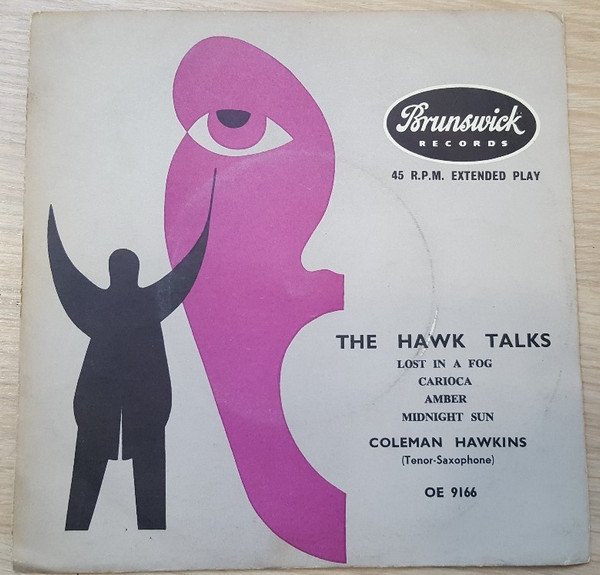 Brunswick
RECORDS
45 R.P.M. EXTENDED PLAY
THE HAWK TALKS
LOST IN A FOG
CARIOCA
AMBER
MIDNIGHT SUN
COLEMAN HAWKINS
(Tenor-Saxophone)
OE 9166